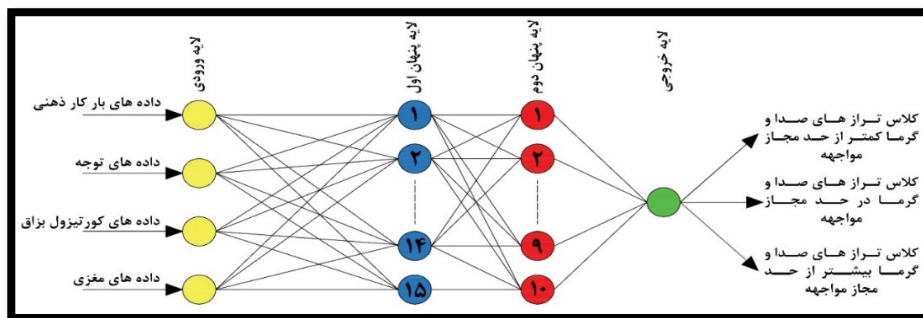 لایه ورودی
لایه پنهان اول
لایه پنهان دوم
لایه خروجی
داده های بار کار ذهنی
داده های توجه
داده های کورتیزول بزاق
داده های مغزی
۱
۲
۱۴
۱۵
۱
۲
۹
۱۰
کلاس تراز های صدا و
گرما کمتر از حد مجاز
مواجهه
کلاس تراز های صدا و
گرما در حد مجاز
مواجهه
کلاس تراز های صدا و
گرما بیشتر از حد
مجاز مواجهه